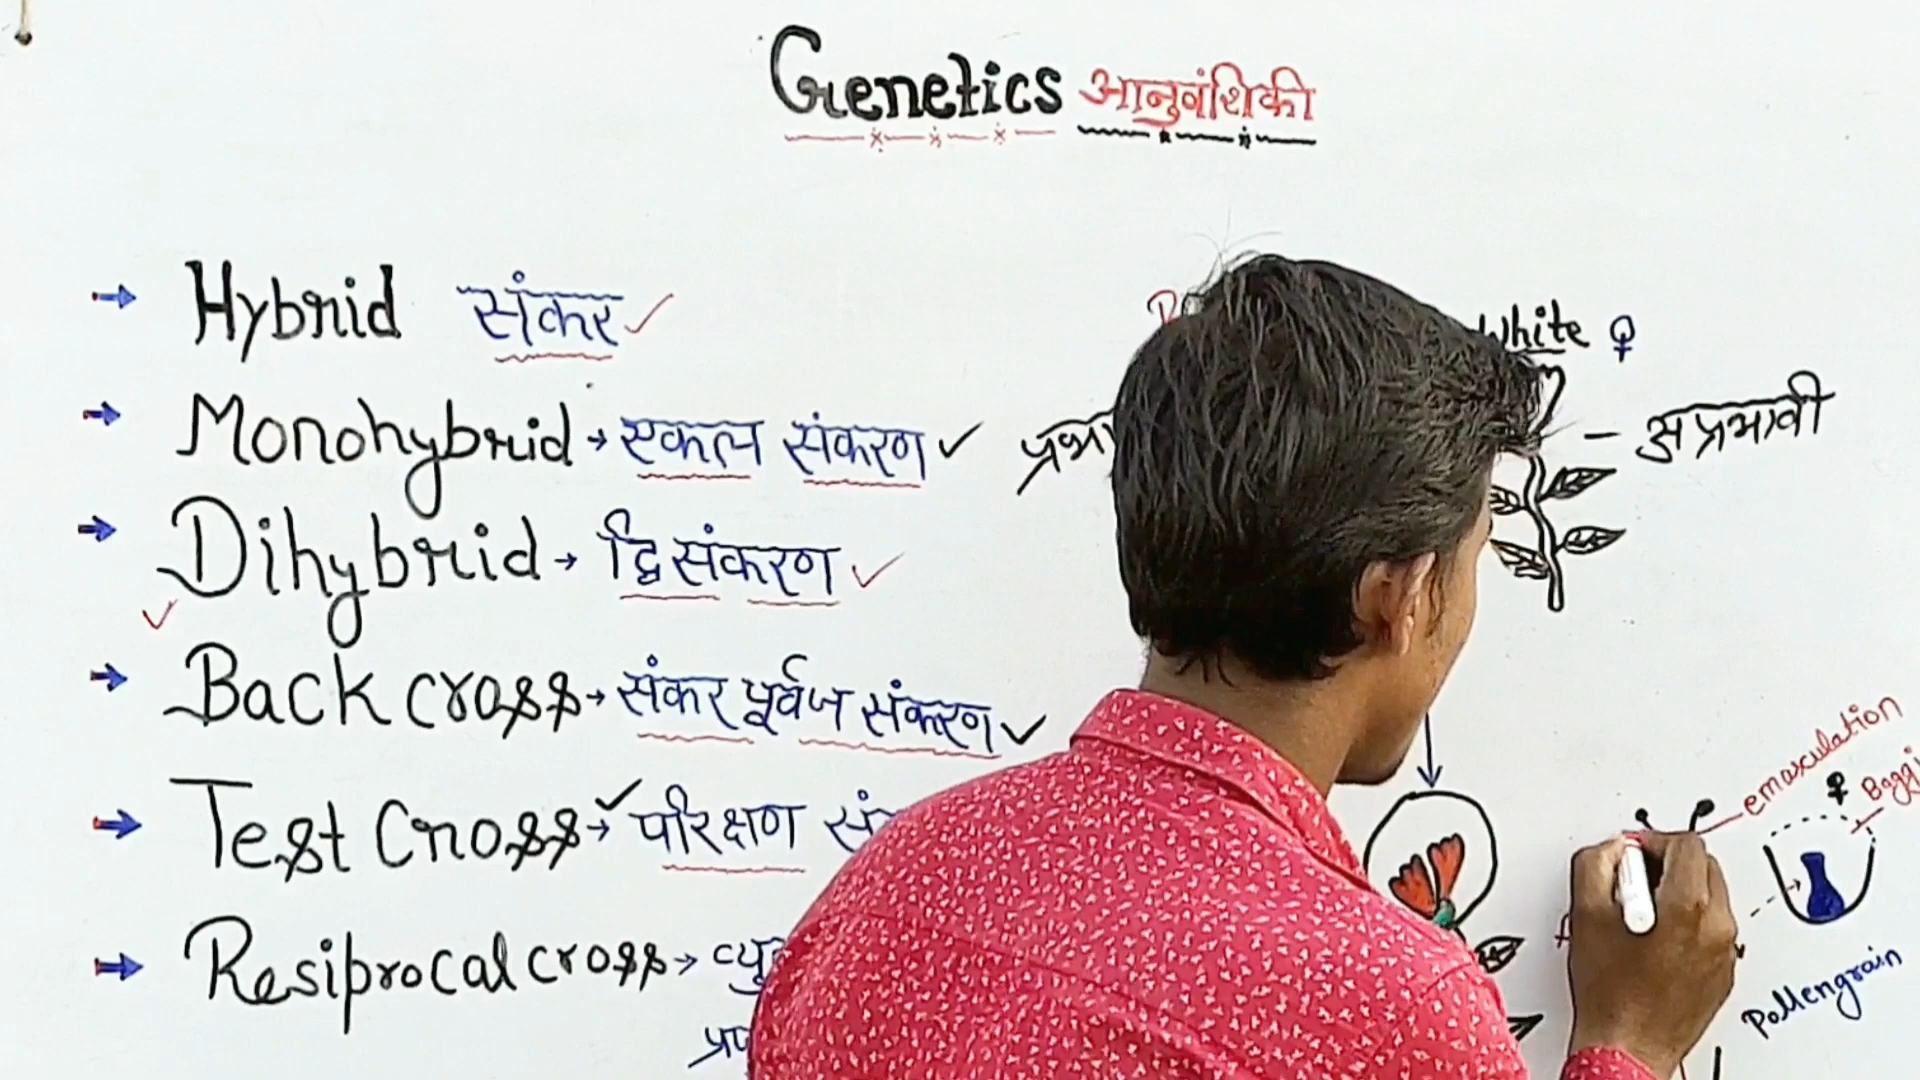 Genetics आनुवंशिकी
Hybrid संकर
Monohybrid → एकल संकरण
Dihybrid → द्विसंकरण
Back cross → संकर पूर्वज संकरण
Test Cross → परिक्षण
Resiprocal cross →
White ♀
अप्रभावी
emasculation
♀
Pollengrain